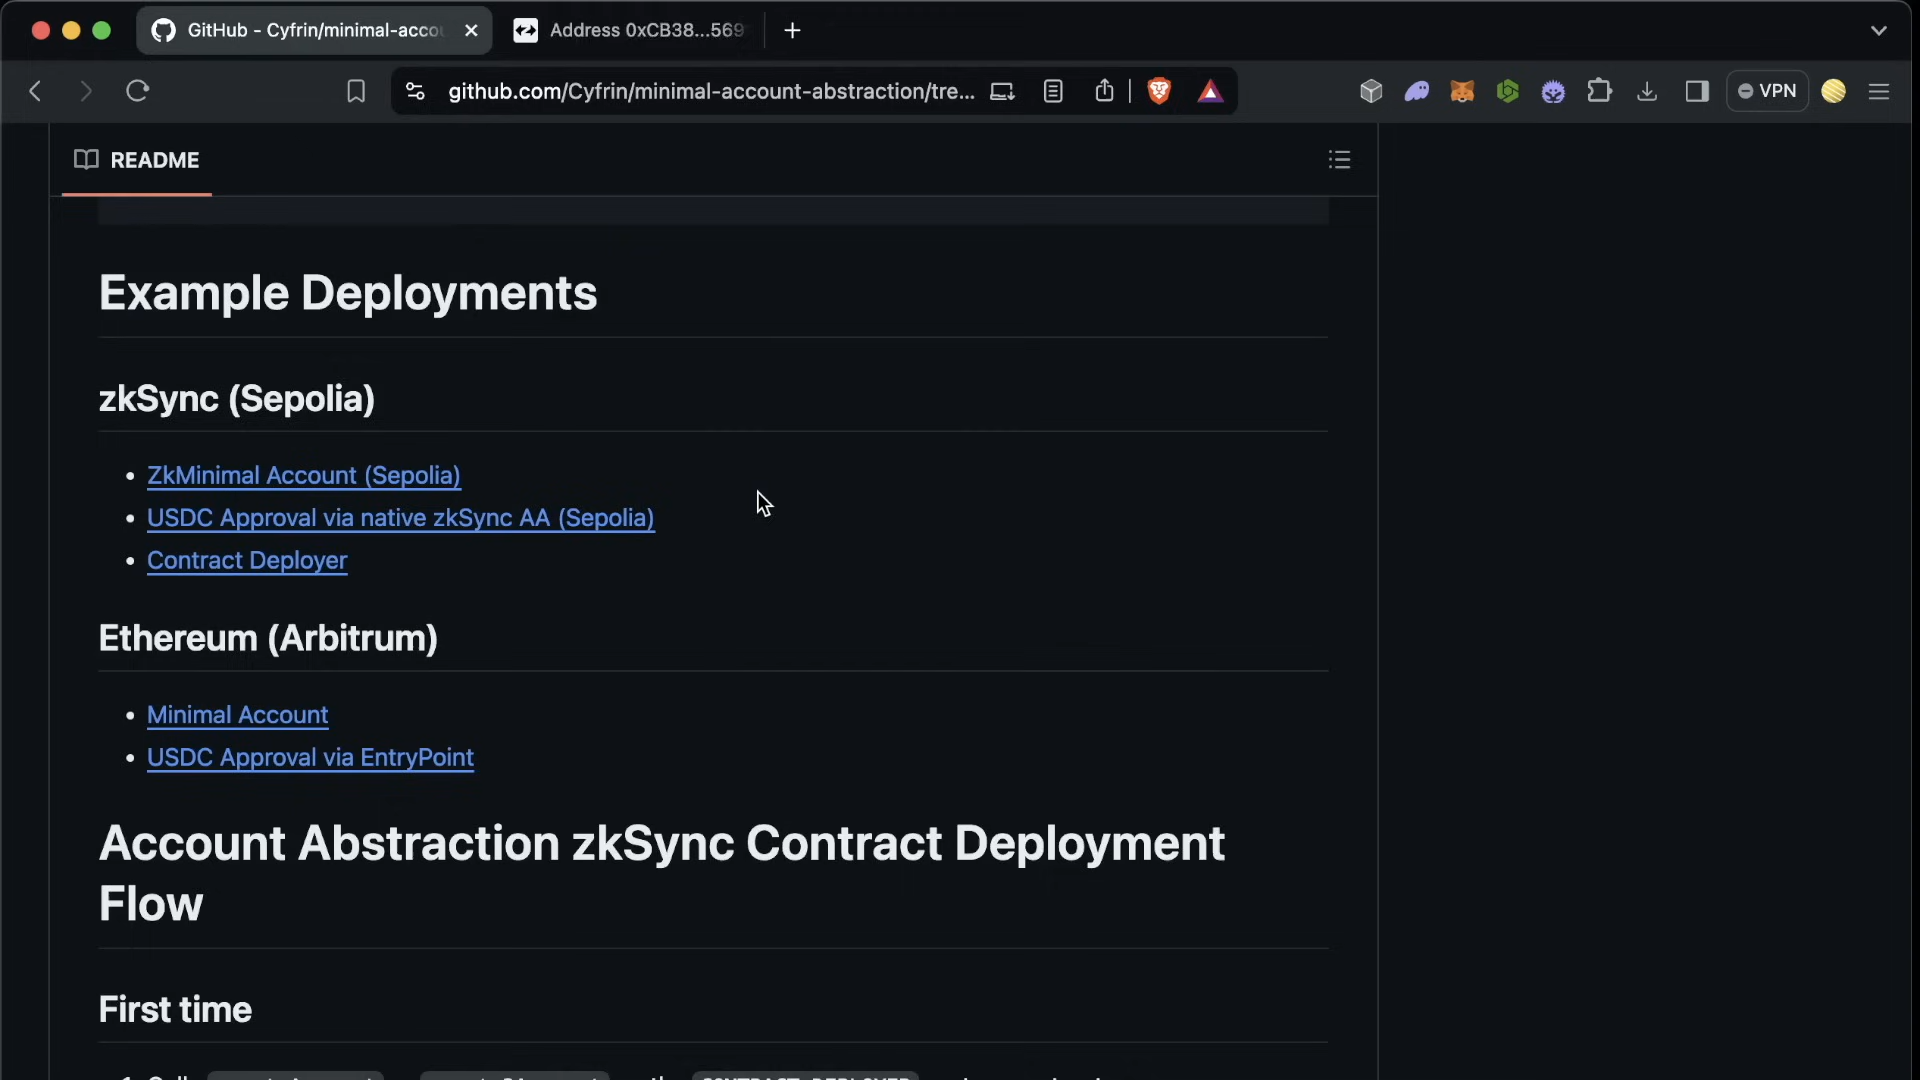 GitHub - Cyfrin/minimal-accou
Address 0xCB38...569
github.com/Cyfrin/minimal-account-abstraction/tre...
VPN
README
Example Deployments
zkSync (Sepolia)
ZkMinimal Account (Sepolia)
USDC Approval via native zkSync AA (Sepolia)
Contract Deployer
Ethereum (Arbitrum)
Minimal Account
USDC Approval via EntryPoint
Account Abstraction zkSync Contract Deployment
Flow
First time